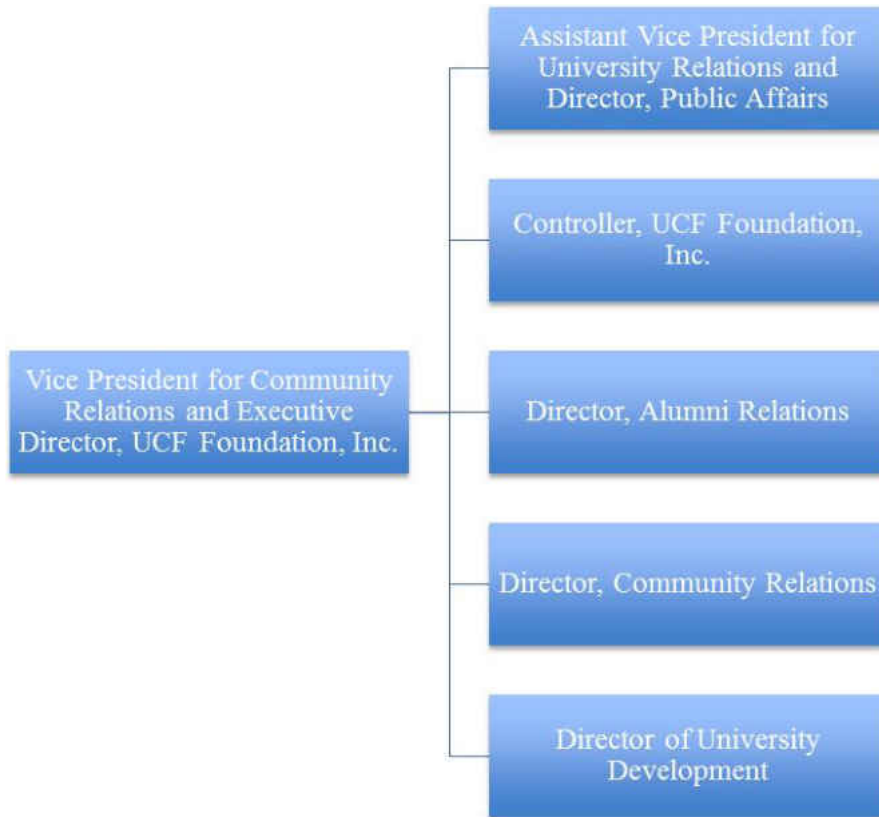 Assistant Vice President for
University Relations and
Director, Public Affairs
Controller, UCF Foundation,
Inc.
Vice President for Community
Relations and Executive
Director, UCF Foundation, Inc.
Director, Alumni Relations
Director, Community Relations
Director of University
Development